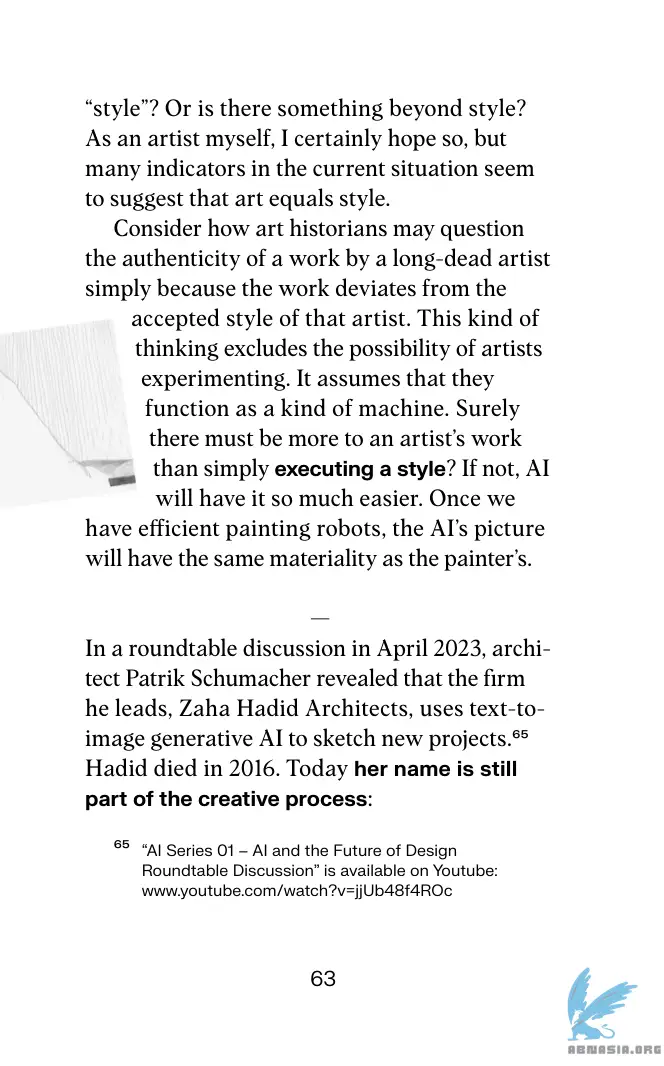 “style”? Or is there something beyond style?
As an artist myself, I certainly hope so, but
many indicators in the current situation seem
to suggest that art equals style.
Consider how art historians may question
the authenticity of a work by a long-dead artist
simply because the work deviates from the
accepted style of that artist. This kind of
thinking excludes the possibility of artists
experimenting. It assumes that they
function as a kind of machine. Surely
there must be more to an artist’s work
than simply executing a style? If not, AI
will have it so much easier. Once we
have efficient painting robots, the AI’s picture
will have the same materiality as the painter’s.
—
In a roundtable discussion in April 2023, archi-
tect Patrik Schumacher revealed that the firm
he leads, Zaha Hadid Architects, uses text-to-
image generative AI to sketch new projects.⁶⁵
Hadid died in 2016. Today her name is still
part of the creative process:
⁶⁵ “AI Series 01 – AI and the Future of Design
Roundtable Discussion” is available on Youtube:
www.youtube.com/watch?v=jjUb48f4ROc
63
ABNASIA.ORG